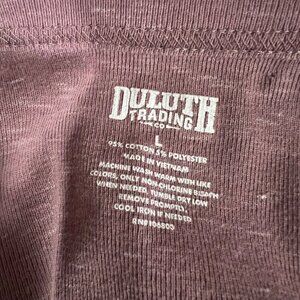 DULUTH
TRADING
CO
L
95% COTTON 5% POLYESTER
MADE IN VIETNAM
MACHINE WASH WARM WITH LIKE
COLORS, ONLY NON-CHLORINE BLEACH
WHEN NEEDED, TUMBLE DRY LOW
REMOVE PROMPTLY,
COOL IRON IF NEEDED